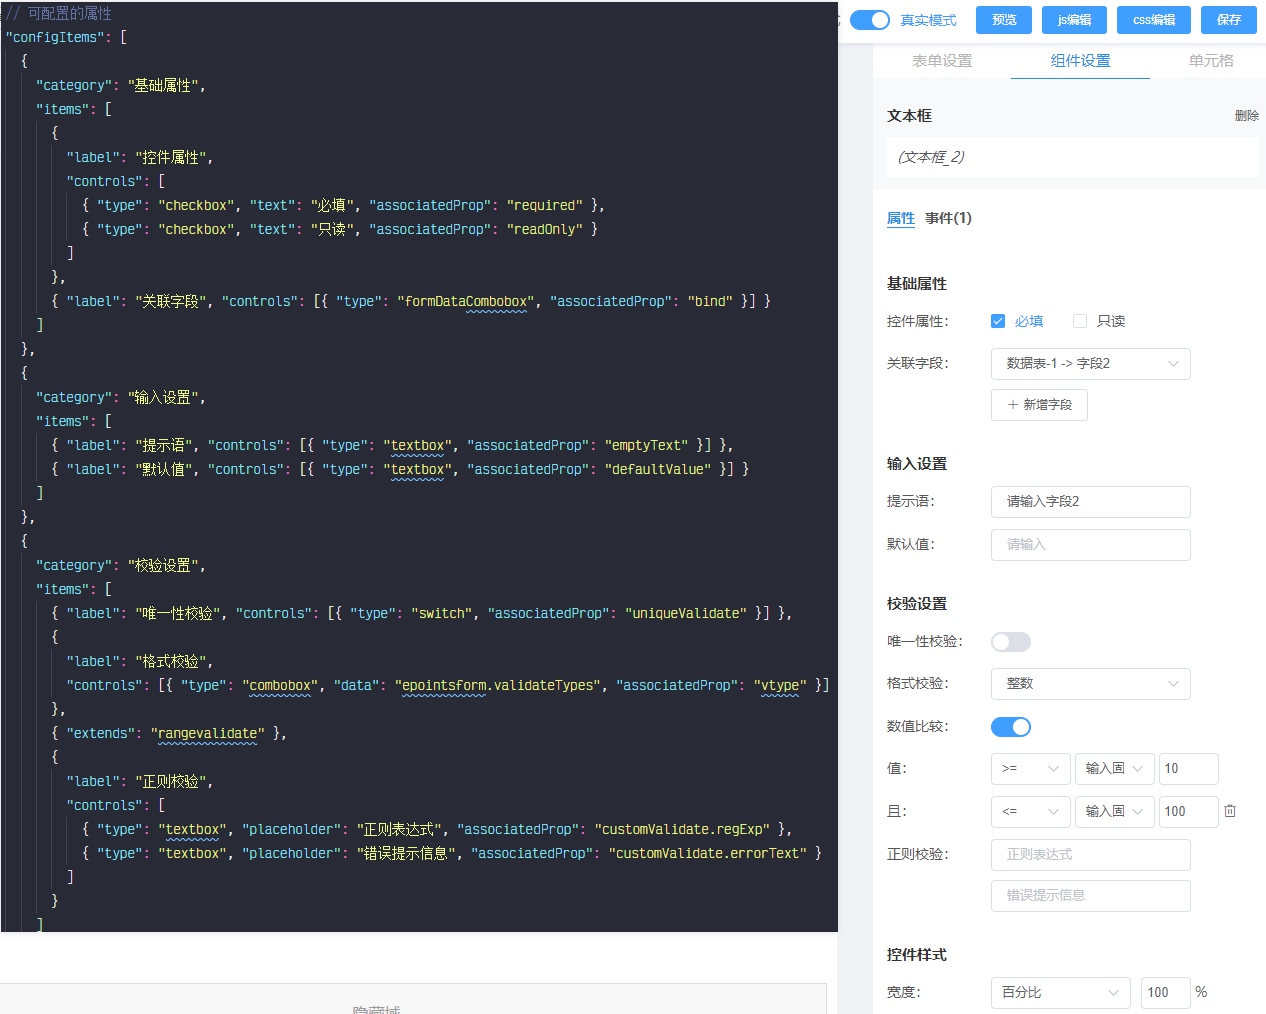 // 可配置的属性
"configItems": [
{
"category": "基础属性",
"items": [
{
"label": "控件属性",
"controls": [
{ "type": "checkbox", "text": "必填", "associatedProp": "required" },
{ "type": "checkbox", "text": "只读", "associatedProp": "readOnly" }
]
},
{ "label": "关联字段", "controls": [{ "type": "formDataCombobox", "associatedProp": "bind" }] }
]
},
{
"category": "输入设置",
"items": [
{ "label": "提示语", "controls": [{ "type": "textbox", "associatedProp": "emptyText" }] },
{ "label": "默认值", "controls": [{ "type": "textbox", "associatedProp": "defaultValue" }] }
]
},
{
"category": "校验设置",
"items": [
{ "label": "唯一性校验", "controls": [{ "type": "switch", "associatedProp": "uniqueValidate" }] },
{
"label": "格式校验",
"controls": [{ "type": "combobox", "data": "epointsform.validateTypes", "associatedProp": "vtype" }]
},
{ "extends": "rangevalidate" },
{
"label": "正则校验",
"controls": [
{ "type": "textbox", "placeholder": "正则表达式", "associatedProp": "customValidate.regExp" },
{ "type": "textbox", "placeholder": "错误提示信息", "associatedProp": "customValidate.errorText" }
]
}
]
隐藏域
真实模式 预览 js编辑 css编辑 保存
表单设置 组件设置 单元格
文本框 删除
(文本框_2)
属性 事件(1)
基础属性
控件属性： 必填 只读
关联字段： 数据表-1 -> 字段2
+ 新增字段
输入设置
提示语： 请输入字段2
默认值： 请输入
校验设置
唯一性校验：
格式校验： 整数
数值比较：
值： >= 输入固 10
且： <= 输入固 100
正则校验： 正则表达式
错误提示信息
控件样式
宽度： 百分比 100 %